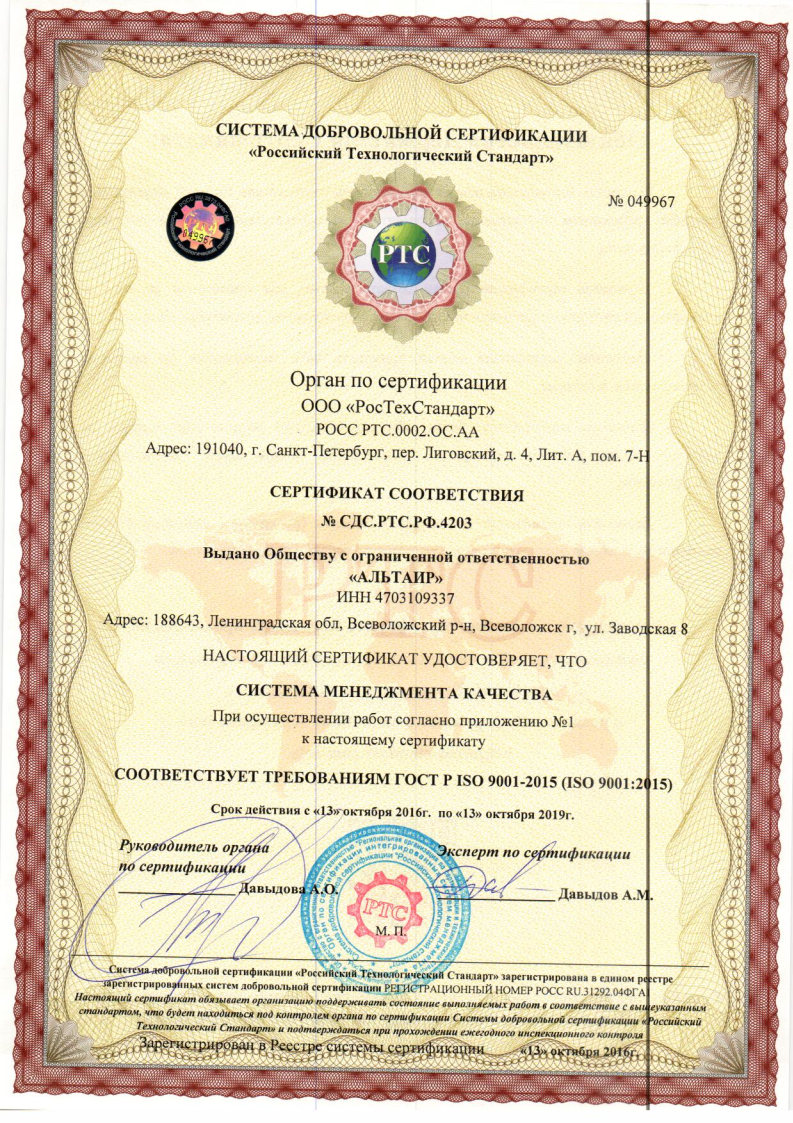 СИСТЕМА ДОБРОВОЛЬНОЙ СЕРТИФИКАЦИИ
«Российский Технологический Стандарт»
№ 049967
049967
РТС
Орган по сертификации
ООО «РосТехСтандарт»
РОСС РТС.0002.ОС.АА
Адрес: 191040, г. Санкт-Петербург, пер. Лиговский, д. 4, Лит. А, пом. 7-Н
СЕРТИФИКАТ СООТВЕТСТВИЯ
№ СДС.РТС.РФ.4203
Выдано Обществу с ограниченной ответственностью
«АЛЬТАИР»
ИНН 4703109337
Адрес: 188643, Ленинградская обл, Всеволожский р-н, Всеволожск г, ул. Заводская 8
НАСТОЯЩИЙ СЕРТИФИКАТ УДОСТОВЕРЯЕТ, ЧТО
СИСТЕМА МЕНЕДЖМЕНТА КАЧЕСТВА
При осуществлении работ согласно приложению №1
к настоящему сертификату
СООТВЕТСТВУЕТ ТРЕБОВАНИЯМ ГОСТ Р ISO 9001-2015 (ISO 9001:2015)
Срок действия с «13» октября 2016г. по «13» октября 2019г.
Руководитель органа
по сертификации
Давыдова А.О.
Эксперт по сертификации
Давыдов А.М.
РТС
М. П.
Система добровольной сертификации «Российский Технологический Стандарт» зарегистрирована в едином реестре
зарегистрированных систем добровольной сертификации РЕГИСТРАЦИОННЫЙ НОМЕР РОСС RU.31292.04ФГА
Настоящий сертификат обязывает организацию поддерживать состояние выполняемых работ в соответствие с вышеуказанным
стандартом, что будет находиться под контролем органа по сертификации Системы добровольной сертификации «Российский
Технологический Стандарт» и подтверждаться при прохождении ежегодного инспекционного контроля
Зарегистрирован в Реестре системы сертификации «13» октября 2016г.